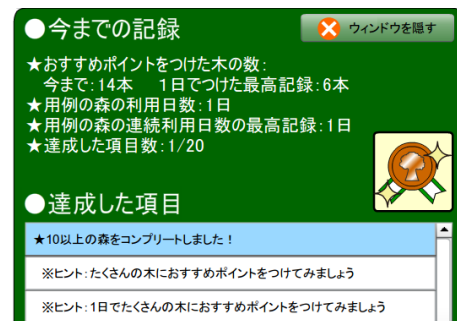 ●今までの記録
ウィンドウを隠す
★おすすめポイントをつけた木の数：
今まで：14本　1日でつけた最高記録：6本
★用例の森の利用日数：1日
★用例の森の連続利用日数の最高記録：1日
★達成した項目数：1/20
●達成した項目
★10以上の森をコンプリートしました！
※ヒント：たくさんの木におすすめポイントをつけてみましょう
※ヒント：1日でたくさんの木におすすめポイントをつけてみましょう